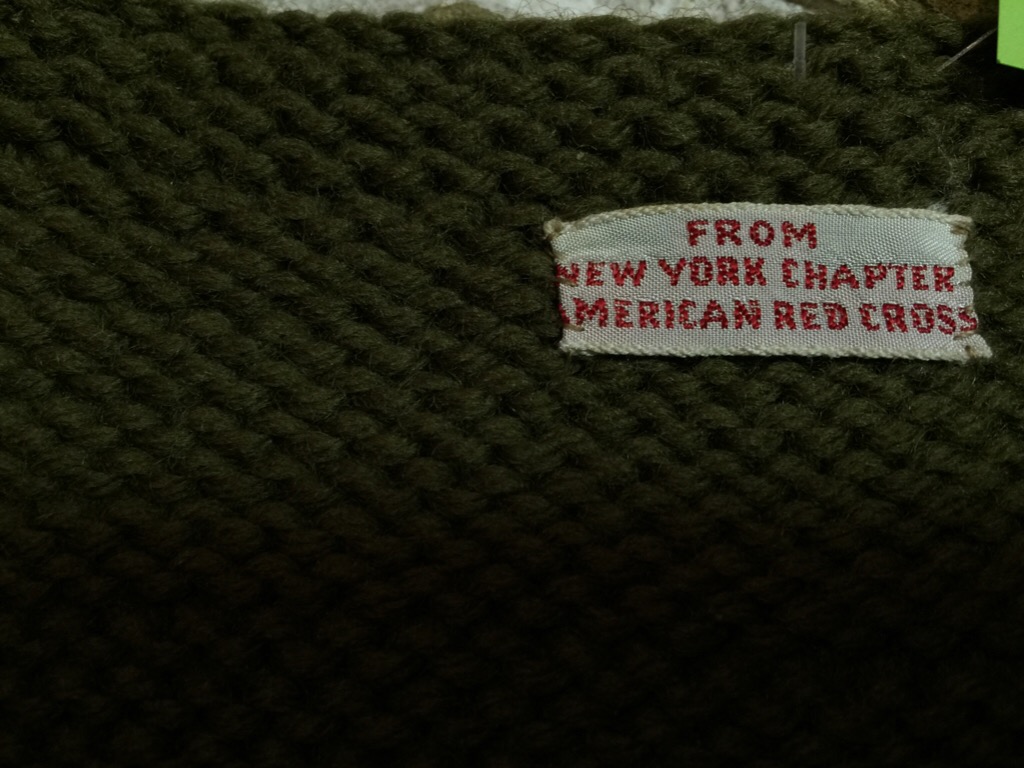 FROM
NEW YORK CHAPTER
AMERICAN RED CROSS